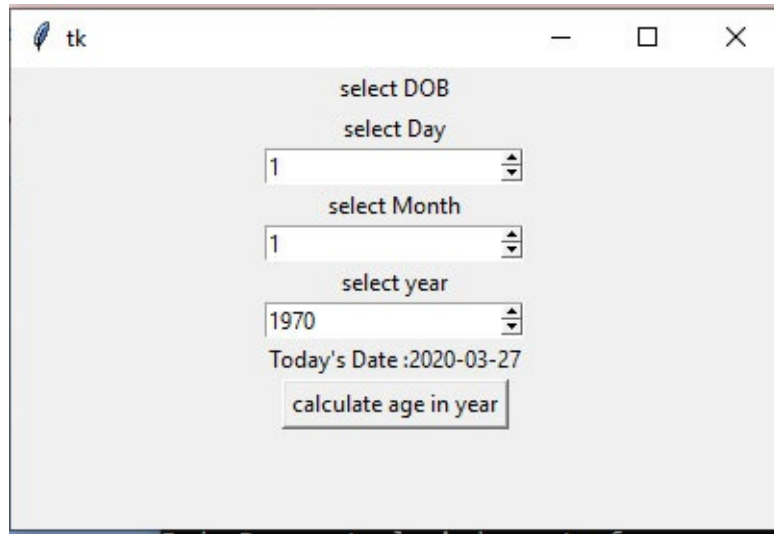 tk
select DOB
select Day
1
select Month
1
select year
1970
Today's Date :2020-03-27
calculate age in year